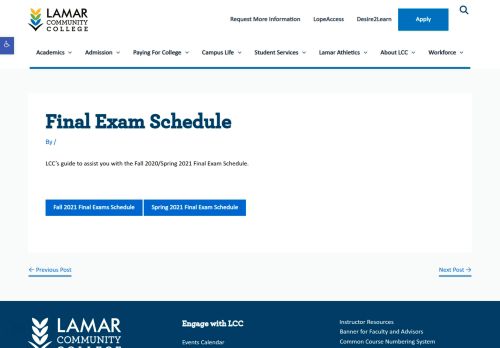 LAMAR
COMMUNITY
COLLEGE
Request More Information LopeAccess Desire2Learn Apply
Academics Admission Paying For College Campus Life Student Services Lamar Athletics About LCC Workforce
Final Exam Schedule
By /
LCC's guide to assist you with the Fall 2020/Spring 2021 Final Exam Schedule.
Fall 2021 Final Exams Schedule Spring 2021 Final Exam Schedule
← Previous Post Next Post →
LAMAR
COMMUNITY
COLLEGE
Engage with LCC
Events Calendar
Instructor Resources
Banner for Faculty and Advisors
Common Course Numbering System